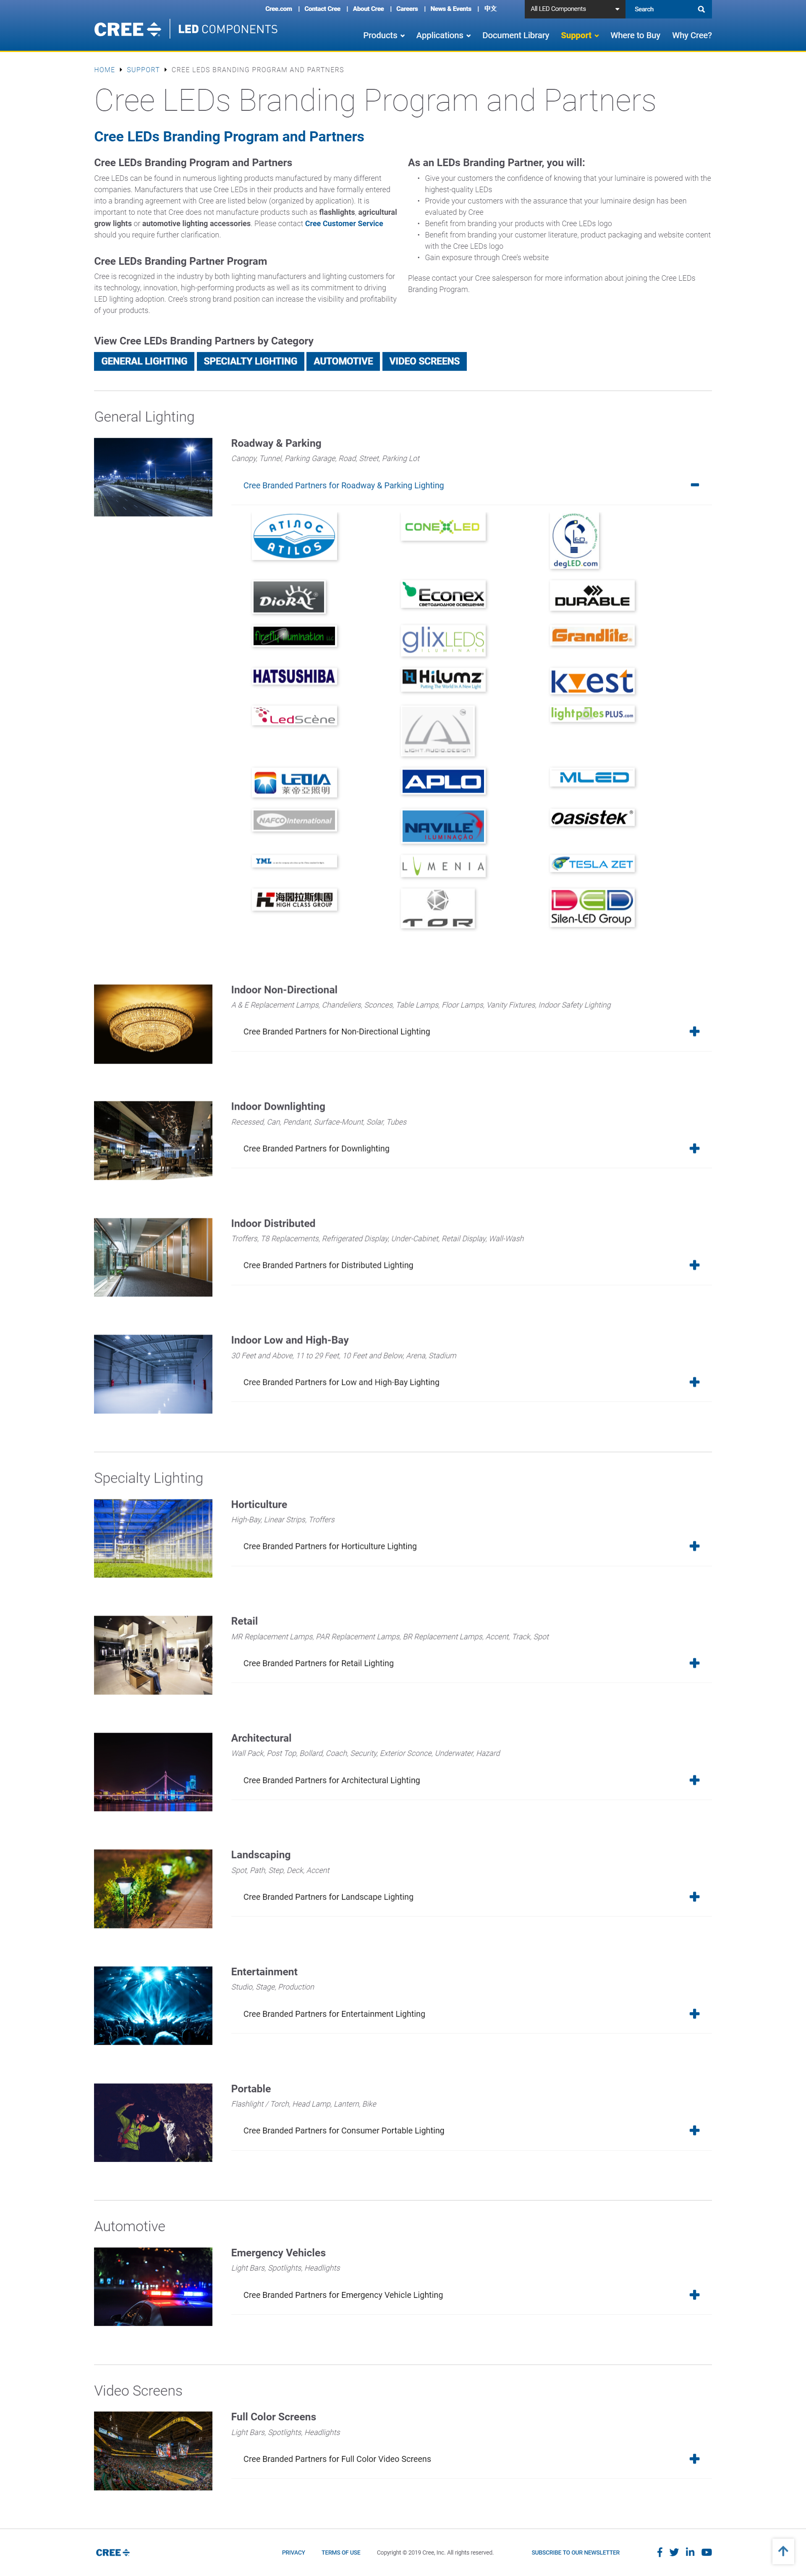 Cree.com | Contact Cree | About Cree | Careers | News & Events | 中文
All LED Components
Search
CREE LED COMPONENTS
Products Applications Document Library Support Where to Buy Why Cree?
HOME SUPPORT CREE LEDS BRANDING PROGRAM AND PARTNERS
Cree LEDs Branding Program and Partners
Cree LEDs Branding Program and Partners
Cree LEDs Branding Program and Partners
Cree LEDs can be found in numerous lighting products manufactured by many different
companies. Manufacturers that use Cree LEDs in their products and have formally entered
into a branding agreement with Cree are listed below (organized by application). It is
important to note that Cree does not manufacture products such as flashlights, agricultural
grow lights or automotive lighting accessories. Please contact Cree Customer Service
should you require further clarification.
Cree LEDs Branding Partner Program
Cree is recognized in the industry by both lighting manufacturers and lighting customers for
its technology, innovation, high-performing products as well as its commitment to driving
LED lighting adoption. Cree's strong brand position can increase the visibility and profitability
of your products.
As an LEDs Branding Partner, you will:
• Give your customers the confidence of knowing that your luminaire is powered with the
highest-quality LEDs
• Provide your customers with the assurance that your luminaire design has been
evaluated by Cree
• Benefit from branding your products with Cree LEDs logo
• Benefit from branding your customer literature, product packaging and website content
with the Cree LEDs logo
• Gain exposure through Cree's website
Please contact your Cree salesperson for more information about joining the Cree LEDs
Branding Program.
View Cree LEDs Branding Partners by Category
GENERAL LIGHTING SPECIALTY LIGHTING AUTOMOTIVE VIDEO SCREENS
General Lighting
Roadway & Parking
Canopy, Tunnel, Parking Garage, Road, Street, Parking Lot
Cree Branded Partners for Roadway & Parking Lighting
АТЛОС ATILOS
CONEXLED
degLED.com
DioRA
Econex СВЕТОДИОДНОЕ ОСВЕЩЕНИЕ
DURABLE
firefly illumination
glixLEDS ILLUMINATE
Grandlite
HATSUSHIBA
Hilumz Putting The World In A New Light
kvest
LedScène
LIGHT AUDIO DESIGN
lightpolesPLUS.com
LEDIA 萊帝亞照明
APLO
MLED
NAFCO International
NAVILLE ILUMINAÇÃO
Oasistek
YML
LUMENIA
TESLA ZET
海閎拉斯集團 HIGH CLASS GROUP
TOR
LED Silen-LED Group
Indoor Non-Directional
A & E Replacement Lamps, Chandeliers, Sconces, Table Lamps, Floor Lamps, Vanity Fixtures, Indoor Safety Lighting
Cree Branded Partners for Non-Directional Lighting
Indoor Downlighting
Recessed, Can, Pendant, Surface-Mount, Solar, Tubes
Cree Branded Partners for Downlighting
Indoor Distributed
Troffers, T8 Replacements, Refrigerated Display, Under-Cabinet, Retail Display, Wall-Wash
Cree Branded Partners for Distributed Lighting
Indoor Low and High-Bay
30 Feet and Above, 11 to 29 Feet, 10 Feet and Below, Arena, Stadium
Cree Branded Partners for Low and High-Bay Lighting
Specialty Lighting
Horticulture
High-Bay, Linear Strips, Troffers
Cree Branded Partners for Horticulture Lighting
Retail
MR Replacement Lamps, PAR Replacement Lamps, BR Replacement Lamps, Accent, Track, Spot
Cree Branded Partners for Retail Lighting
Architectural
Wall Pack, Post Top, Bollard, Coach, Security, Exterior Sconce, Underwater, Hazard
Cree Branded Partners for Architectural Lighting
Landscaping
Spot, Path, Step, Deck, Accent
Cree Branded Partners for Landscape Lighting
Entertainment
Studio, Stage, Production
Cree Branded Partners for Entertainment Lighting
Portable
Flashlight / Torch, Head Lamp, Lantern, Bike
Cree Branded Partners for Consumer Portable Lighting
Automotive
Emergency Vehicles
Light Bars, Spotlights, Headlights
Cree Branded Partners for Emergency Vehicle Lighting
Video Screens
Full Color Screens
Light Bars, Spotlights, Headlights
Cree Branded Partners for Full Color Video Screens
CREE PRIVACY TERMS OF USE Copyright © 2019 Cree, Inc. All rights reserved. SUBSCRIBE TO OUR NEWSLETTER